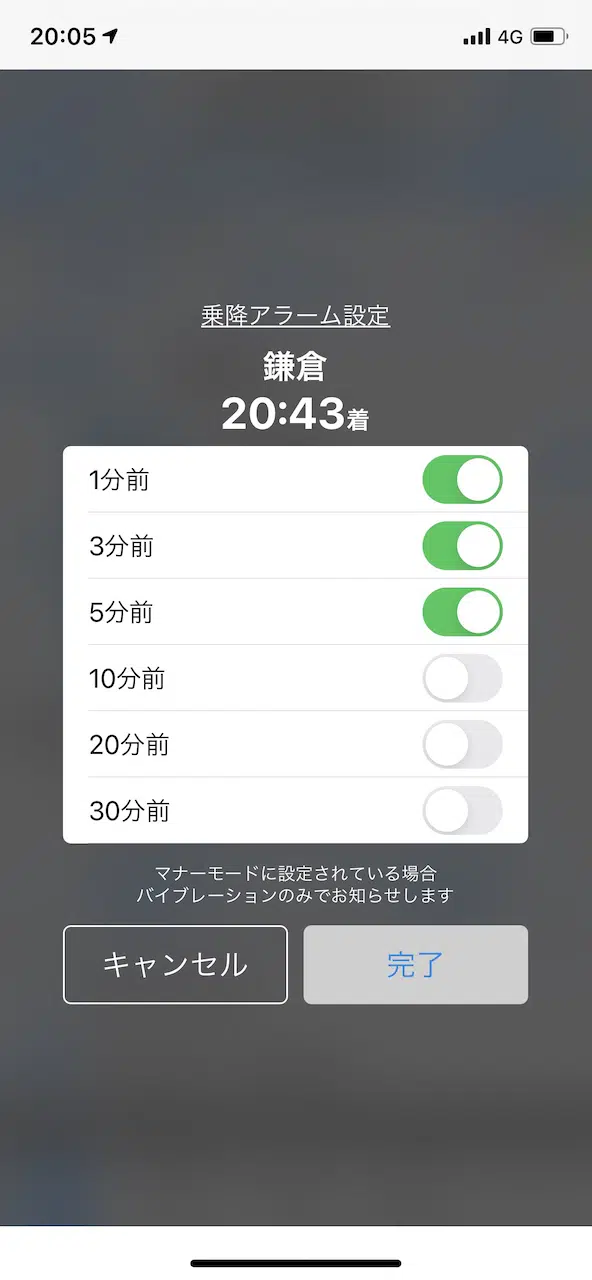 20:05
4G
乗降アラーム設定
鎌倉
20:43着
1分前
3分前
5分前
10分前
20分前
30分前
マナーモードに設定されている場合
バイブレーションのみでお知らせします
キャンセル
完了